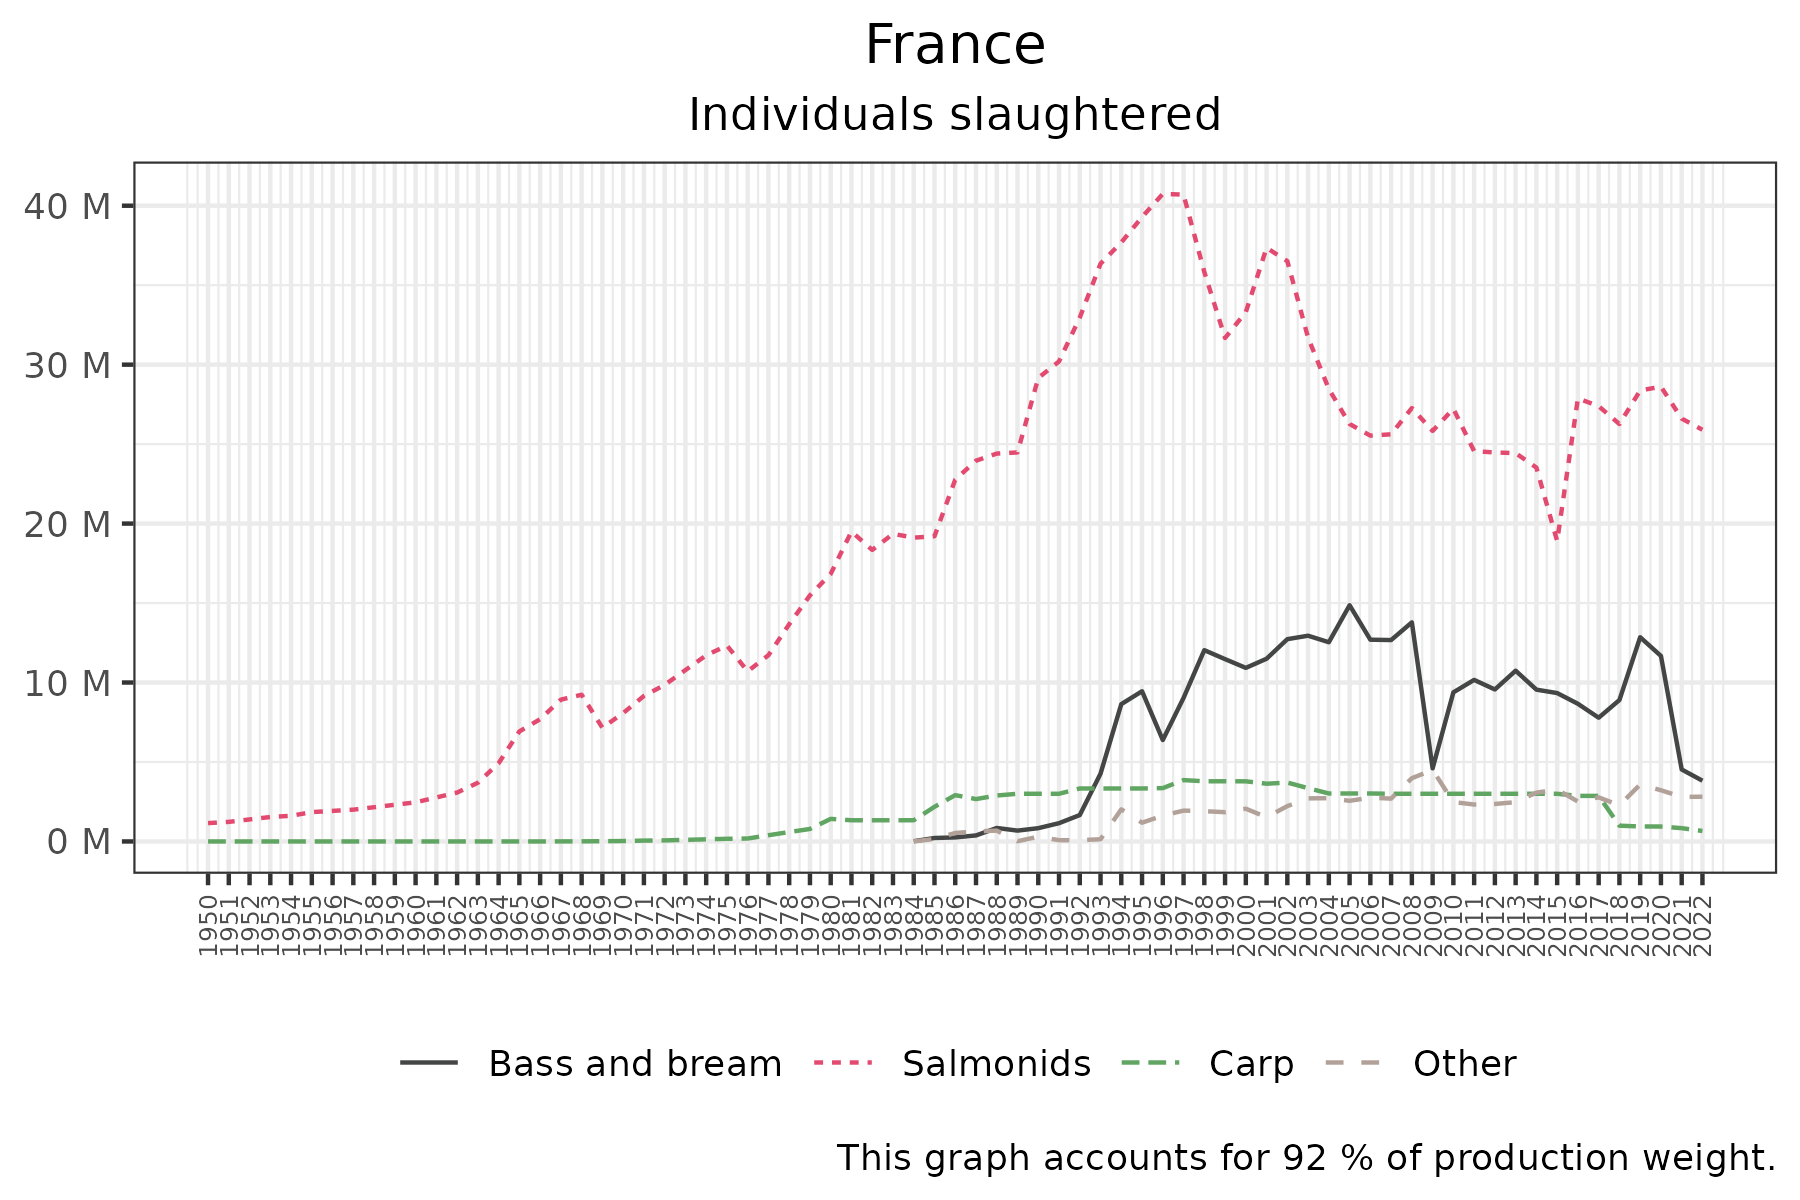 France
Individuals slaughtered
40 M
30 M
20 M
10 M
0 M
1950 1951 1952 1953 1954 1955 1956 1957 1958 1959 1960 1961 1962 1963 1964 1965 1966 1967 1968 1969 1970 1971 1972 1973 1974 1975 1976 1977 1978 1979 1980 1981 1982 1983 1984 1985 1986 1987 1988 1989 1990 1991 1992 1993 1994 1995 1996 1997 1998 1999 2000 2001 2002 2003 2004 2005 2006 2007 2008 2009 2010 2011 2012 2013 2014 2015 2016 2017 2018 2019 2020 2021 2022
Bass and bream Salmonids Carp Other
This graph accounts for 92 % of production weight.